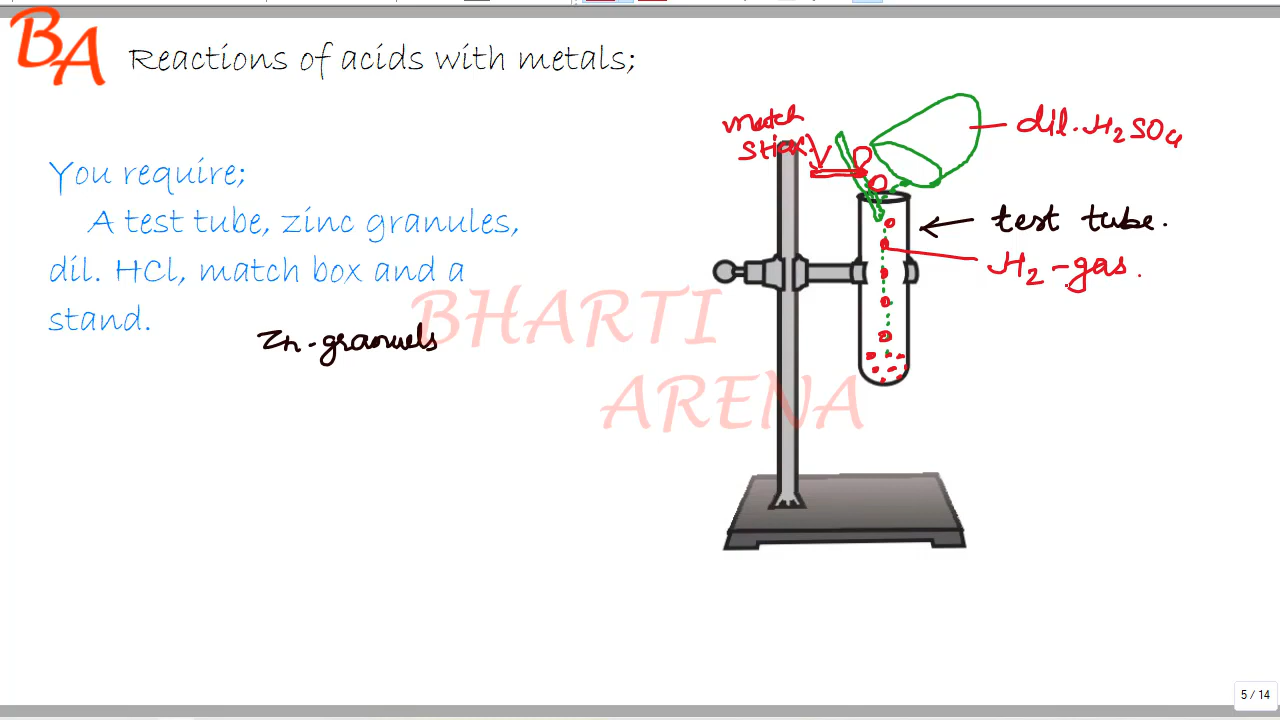 BA
Reactions of acids with metals;
You require;
A test tube, zinc granules,
dil. HCl, match box and a
stand.
Zn-granuels
Match
stick
dil. H2SO4
test tube.
H2-gas.
BHARTI
ARENA
5 / 14